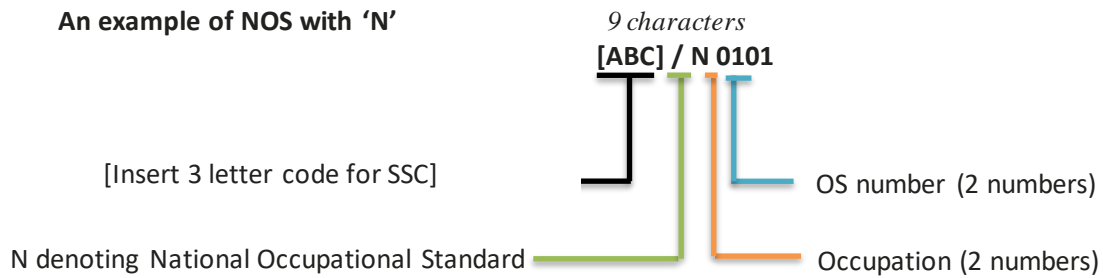 An example of NOS with ‘N’
9 characters
[ABC] / N 0101
[Insert 3 letter code for SSC]
OS number (2 numbers)
N denoting National Occupational Standard
Occupation (2 numbers)